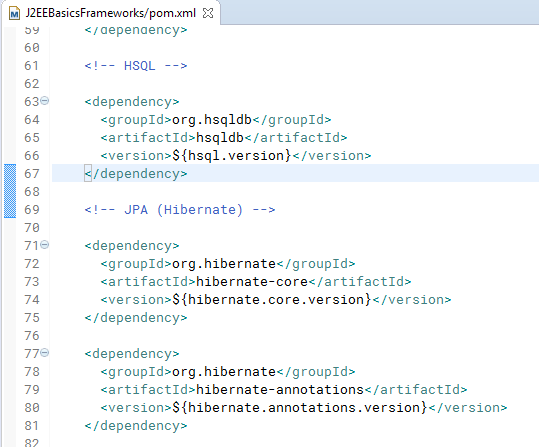 J2EEBasicsFrameworks/pom.xml
59 </dependency>
60
61 <!-- HSQL -->
62
63 <dependency>
64 <groupId>org.hsqldb</groupId>
65 <artifactId>hsqldb</artifactId>
66 <version>${hsql.version}</version>
67 </dependency>
68
69 <!-- JPA (Hibernate) -->
70
71 <dependency>
72 <groupId>org.hibernate</groupId>
73 <artifactId>hibernate-core</artifactId>
74 <version>${hibernate.core.version}</version>
75 </dependency>
76
77 <dependency>
78 <groupId>org.hibernate</groupId>
79 <artifactId>hibernate-annotations</artifactId>
80 <version>${hibernate.annotations.version}</version>
81 </dependency>
82